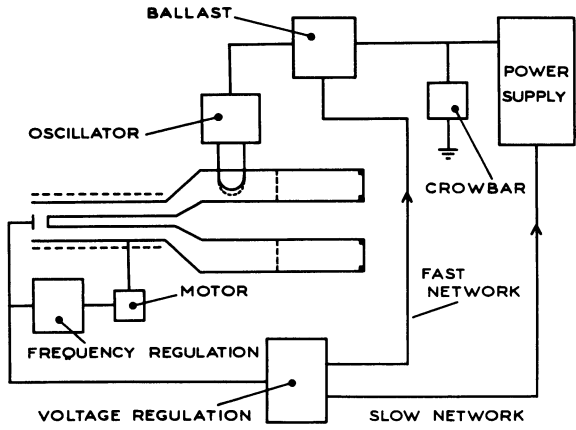 BALLAST
POWER
SUPPLY
OSCILLATOR
CROWBAR
FAST
NETWORK
MOTOR
FREQUENCY REGULATION
VOLTAGE REGULATION
SLOW NETWORK